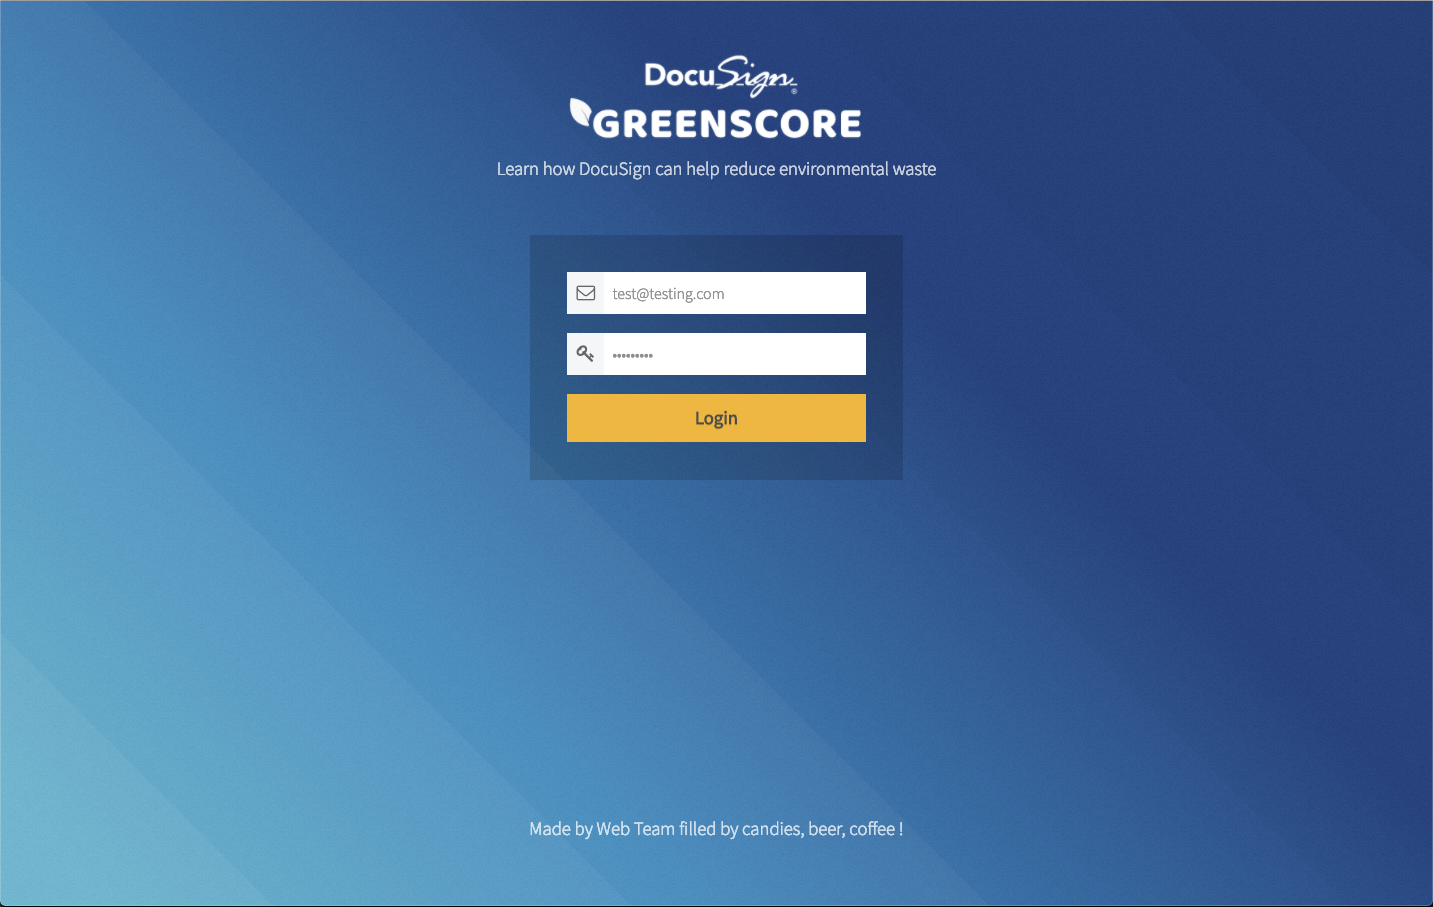 DocuSign®
GREENSCORE
Learn how DocuSign can help reduce environmental waste
test@testing.com
•••••••••
Login
Made by Web Team filled by candies, beer, coffee !